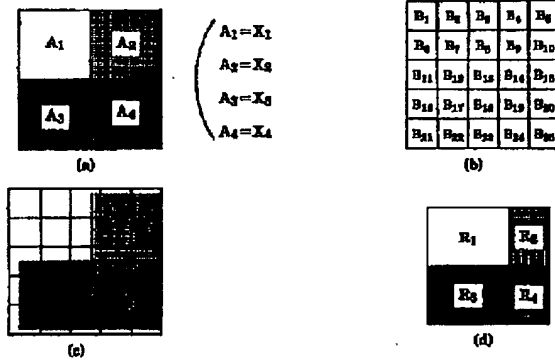 A₁ A₂
A₃ A₄
(a)
A₁=X₁
A₂=X₂
A₃=X₃
A₄=X₄
B₁ B₂ B₃ B₄ B₅
B₆ B₇ B₈ B₉ B₁₀
B₁₁ B₁₂ B₁₃ B₁₄ B₁₅
B₁₆ B₁₇ B₁₈ B₁₉ B₂₀
B₂₁ B₂₂ B₂₃ B₂₄ B₂₅
(b)
(c)
R₁ R₂
R₃ R₄
(d)